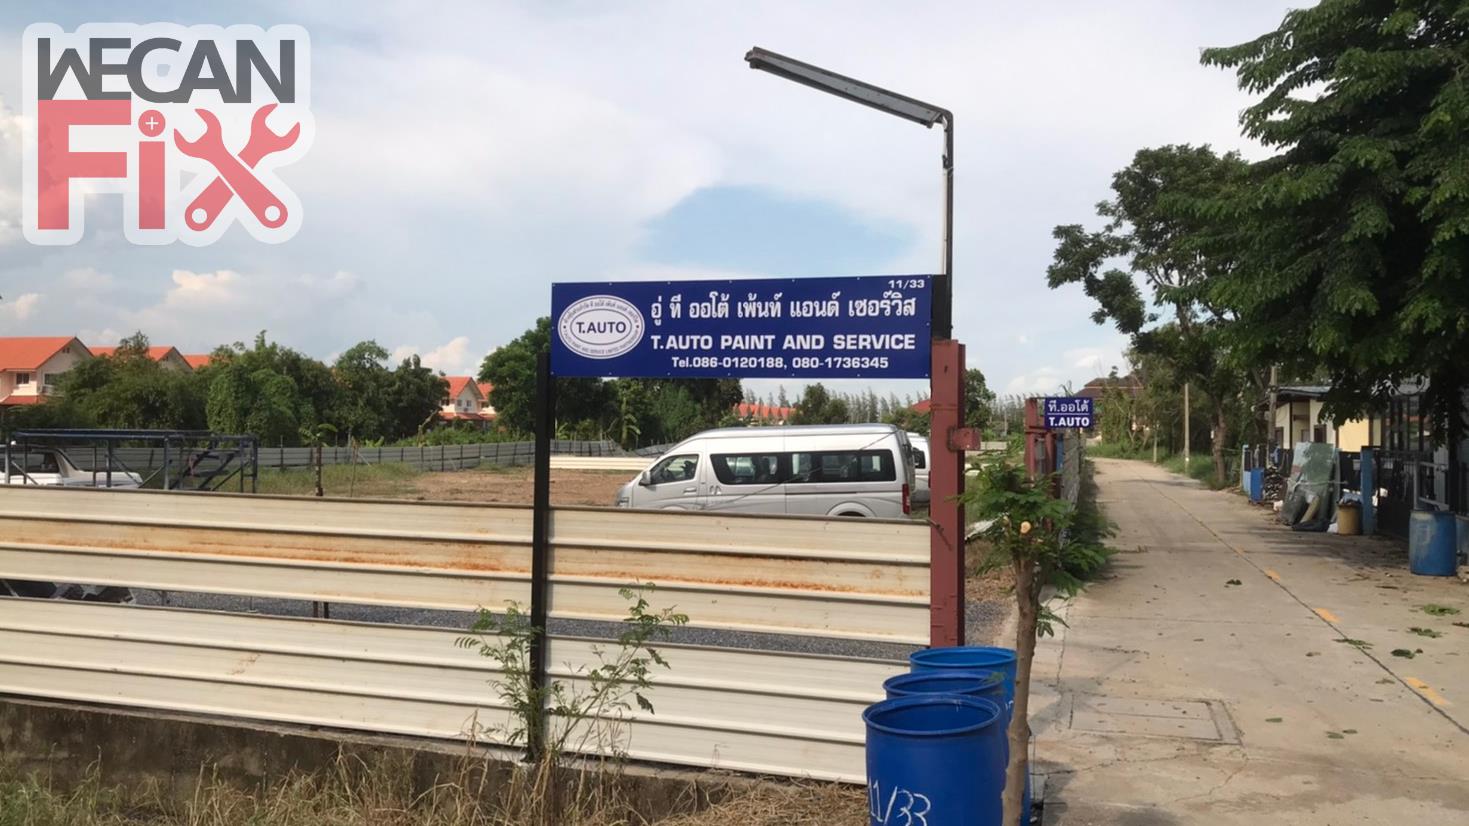 WECAN
Fix
11/33
อู่ ที ออโต้ เพ้นท์ แอนด์ เซอร์วิส
T.AUTO
T.AUTO PAINT AND SERVICE
Tel.086-0120188, 080-1736345
ที.ออโต้
T.AUTO
11/33